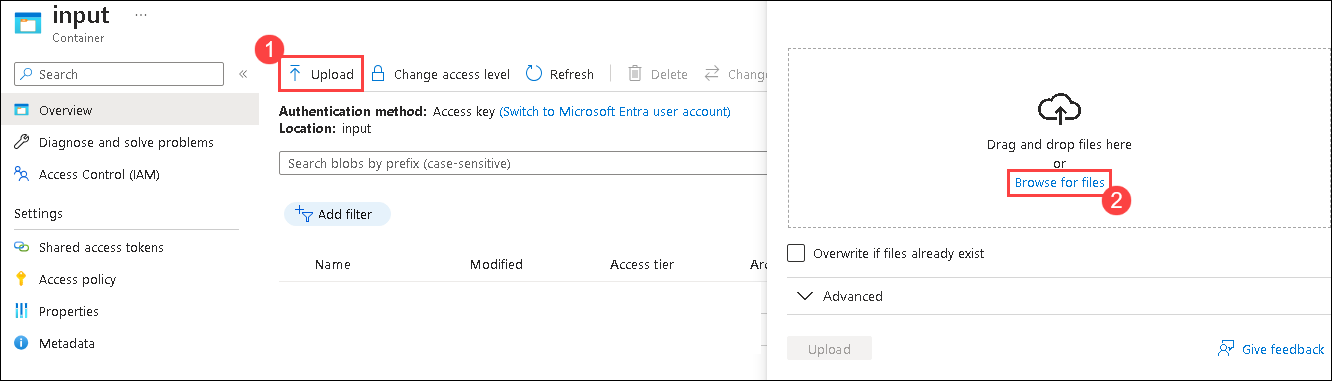 input ...
Container
Search «
Overview
Diagnose and solve problems
Access Control (IAM)
Settings
Shared access tokens
Access policy
Properties
Metadata
1
Upload Change access level Refresh Delete Change
Authentication method: Access key (Switch to Microsoft Entra user account)
Location: input
Search blobs by prefix (case-sensitive)
Add filter
Name Modified Access tier Arc
Drag and drop files here
or
Browse for files
2
Overwrite if files already exist
Advanced
Upload Give feedback